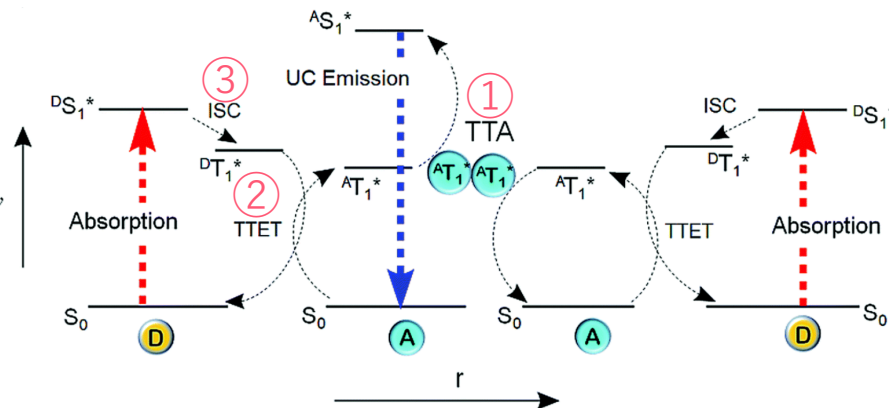 ᴬS₁*
UC Emission
③
ISC
ᴰS₁*
①
TTA
ISC
ᴰS₁*
ᴰT₁*
②
TTET
ᴬT₁*
ᴬT₁*
ᴬT₁*
ᴬT₁*
ᴰT₁*
TTET
Absorption
Absorption
S₀
S₀
S₀
S₀
D
A
A
D
r